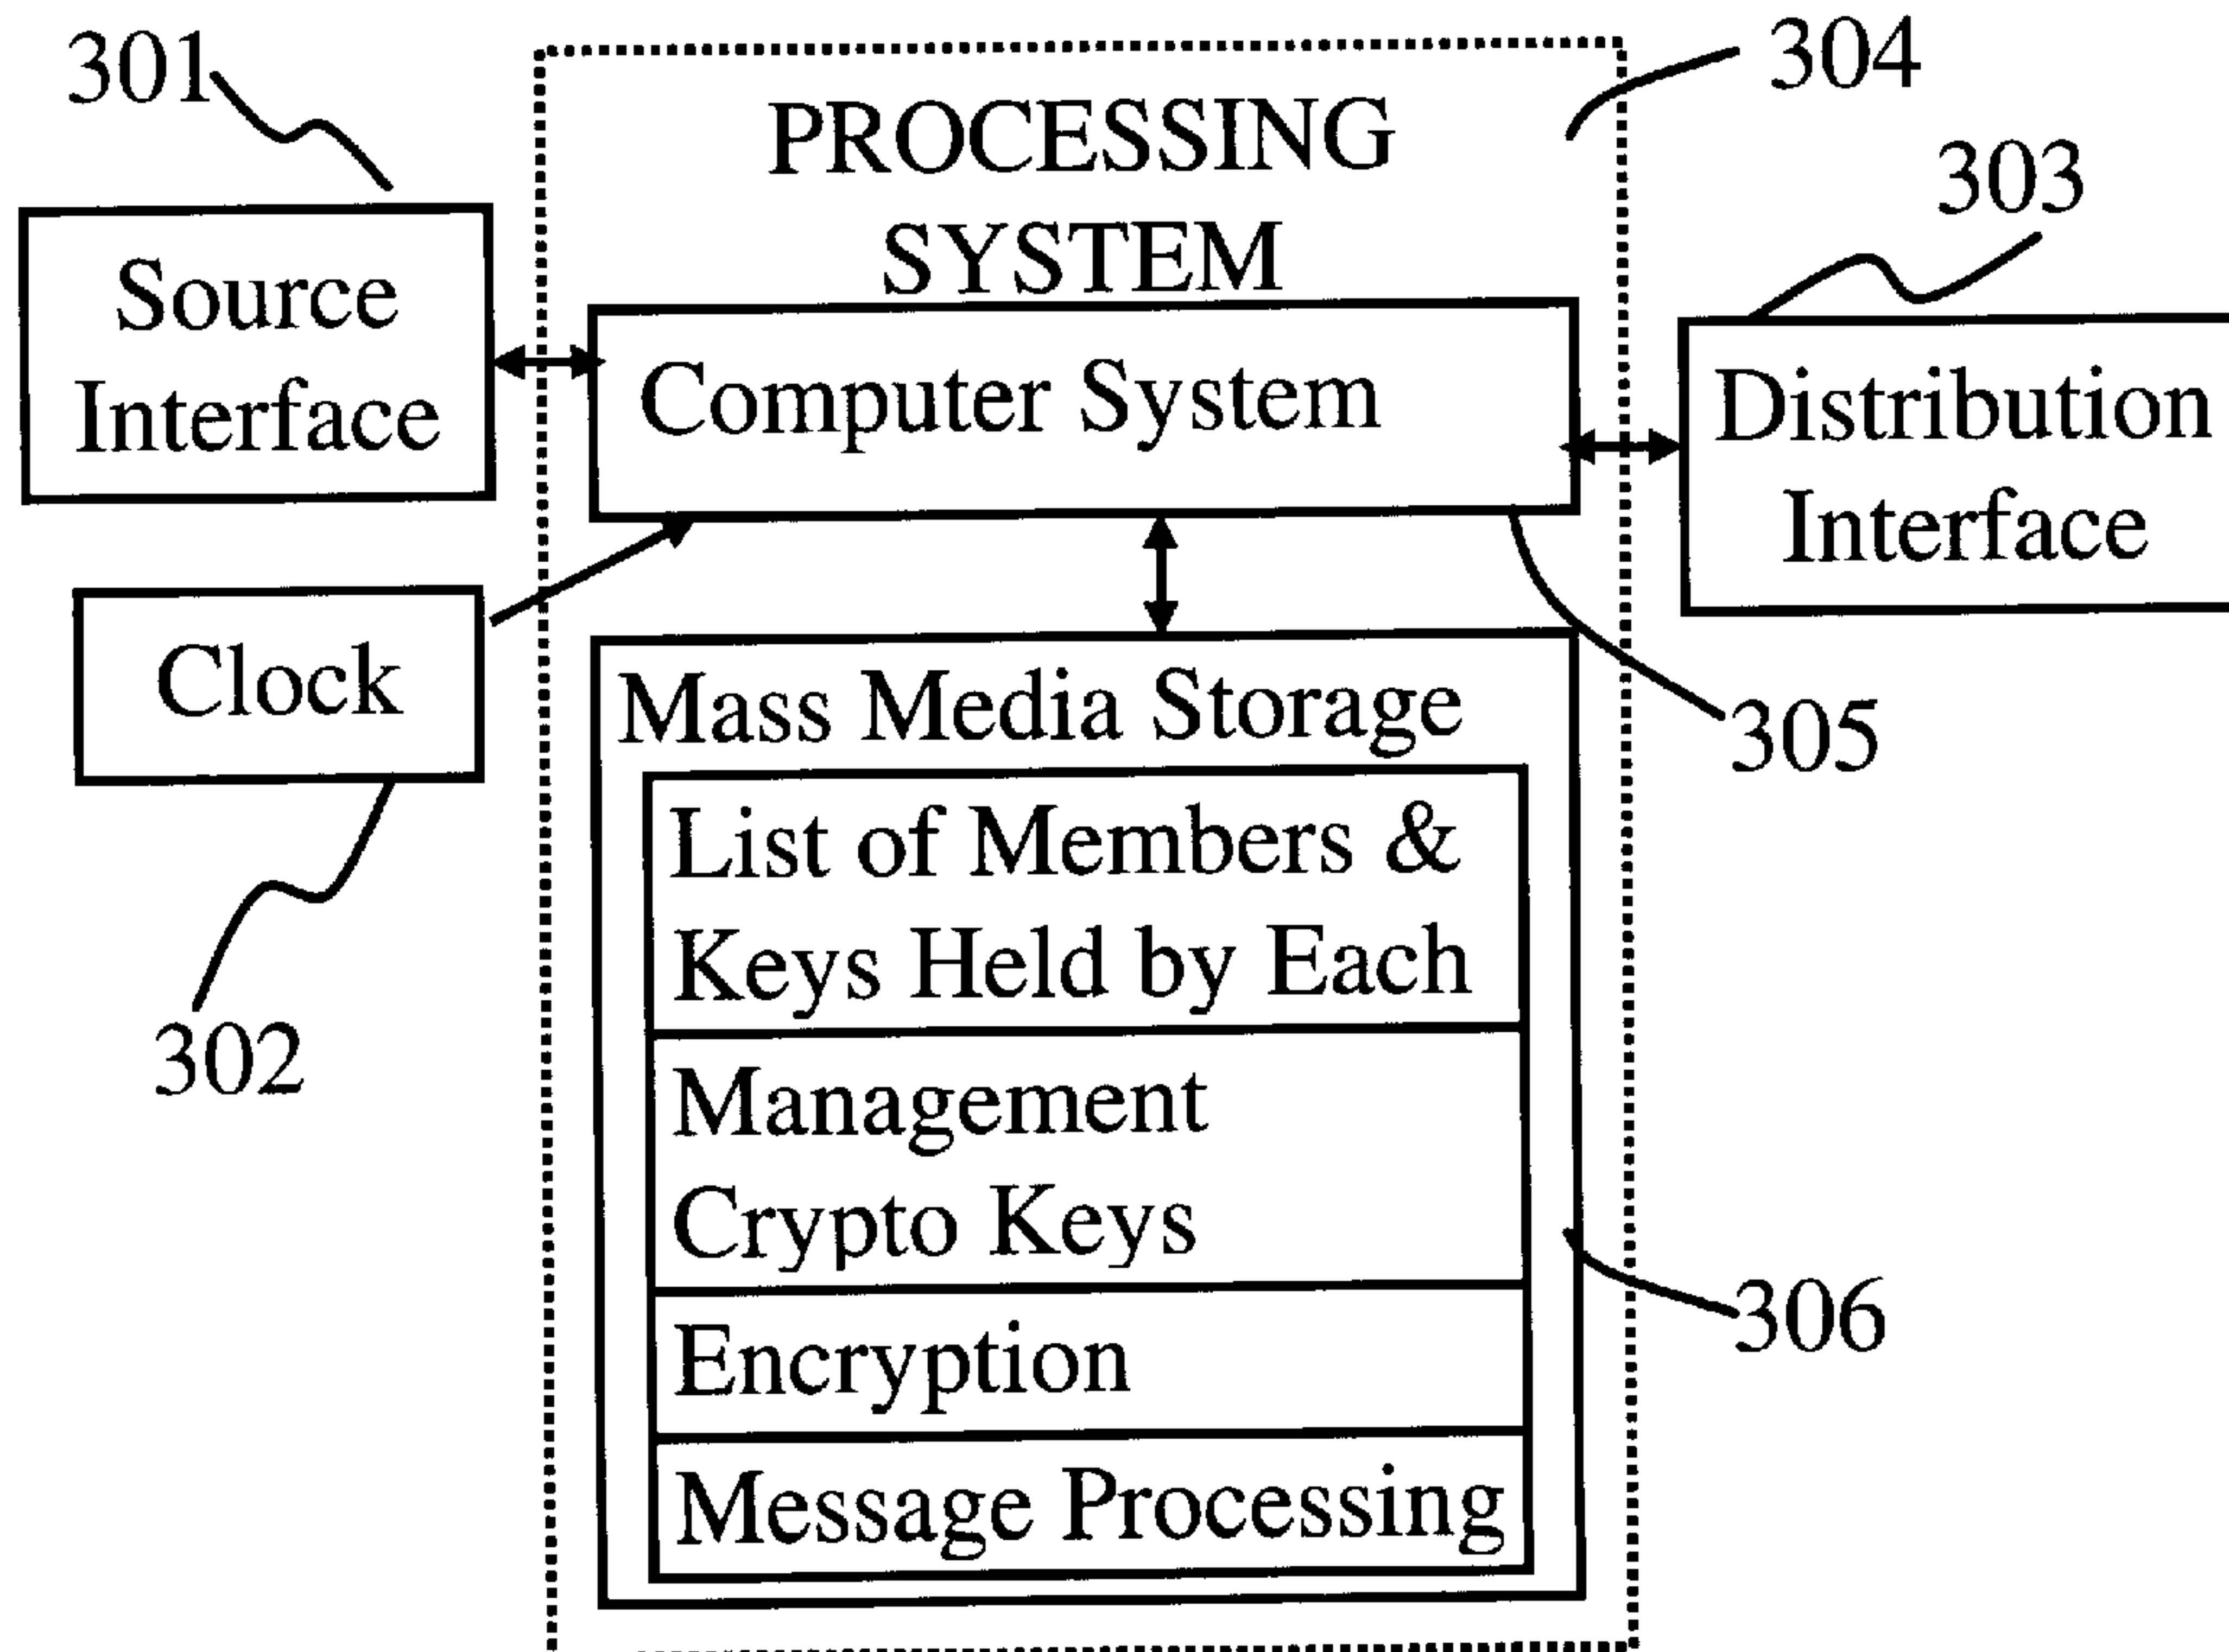 301
304
PROCESSING
SYSTEM
303
Source
Interface
Computer System
Distribution
Interface
Clock
Mass Media Storage
305
List of Members &
Keys Held by Each
302
Management
Crypto Keys
306
Encryption
Message Processing